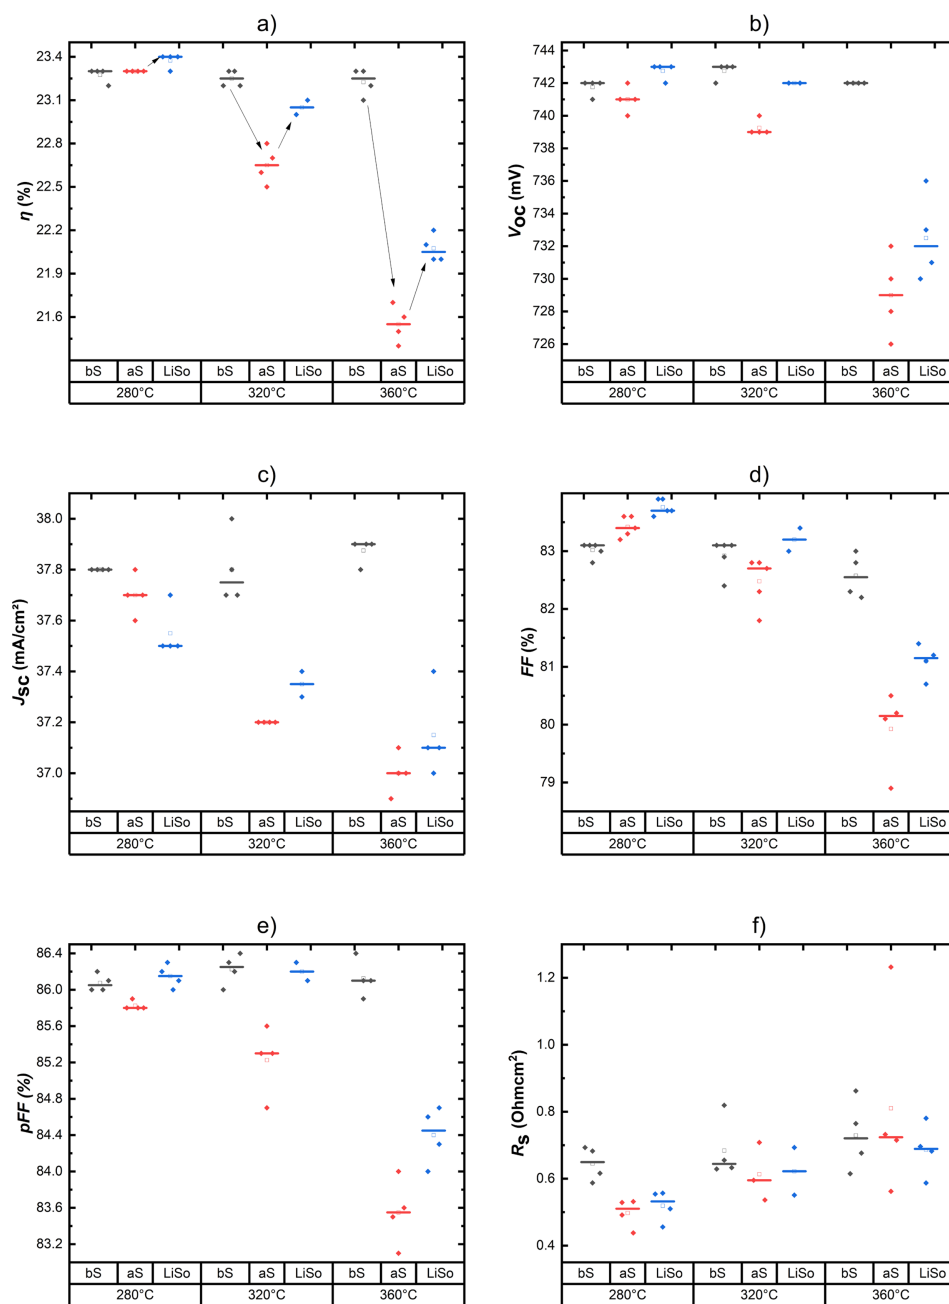 a)
23.4
23.1
22.8
22.5
22.2
21.9
21.6
η (%)
bS aS LiSo bS aS LiSo bS aS LiSo
280°C 320°C 360°C
b)
744
742
740
738
736
734
732
730
728
726
VOC (mV)
bS aS LiSo bS aS LiSo bS aS LiSo
280°C 320°C 360°C
c)
38.0
37.8
37.6
37.4
37.2
37.0
JSC (mA/cm²)
bS aS LiSo bS aS LiSo bS aS LiSo
280°C 320°C 360°C
d)
83
82
81
80
79
FF (%)
bS aS LiSo bS aS LiSo bS aS LiSo
280°C 320°C 360°C
e)
86.4
86.0
85.6
85.2
84.8
84.4
84.0
83.6
83.2
pFF (%)
bS aS LiSo bS aS LiSo bS aS LiSo
280°C 320°C 360°C
f)
1.2
1.0
0.8
0.6
0.4
RS (Ohmcm²)
bS aS LiSo bS aS LiSo bS aS LiSo
280°C 320°C 360°C